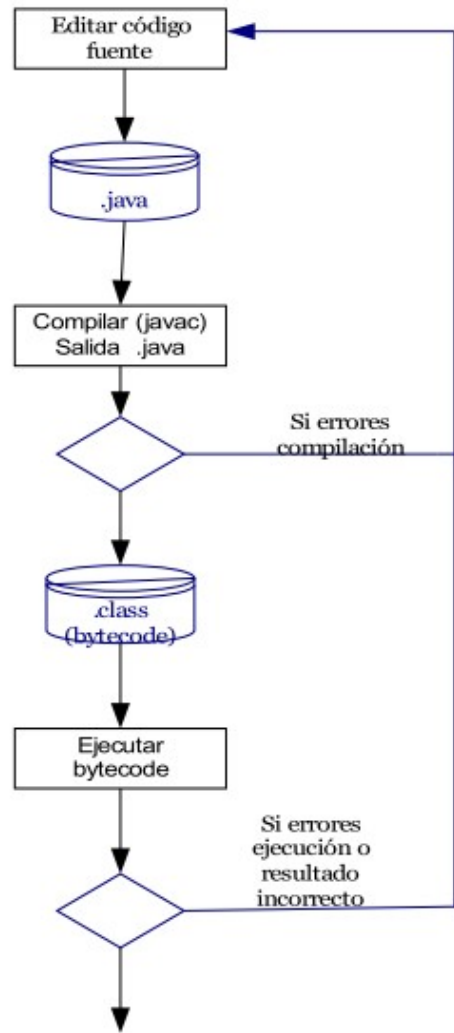 Editar código
fuente
.java
Compilar (javac)
Salida .java
Si errores
compilación
.class
(bytecode)
Ejecutar
bytecode
Si errores
ejecución o
resultado
incorrecto